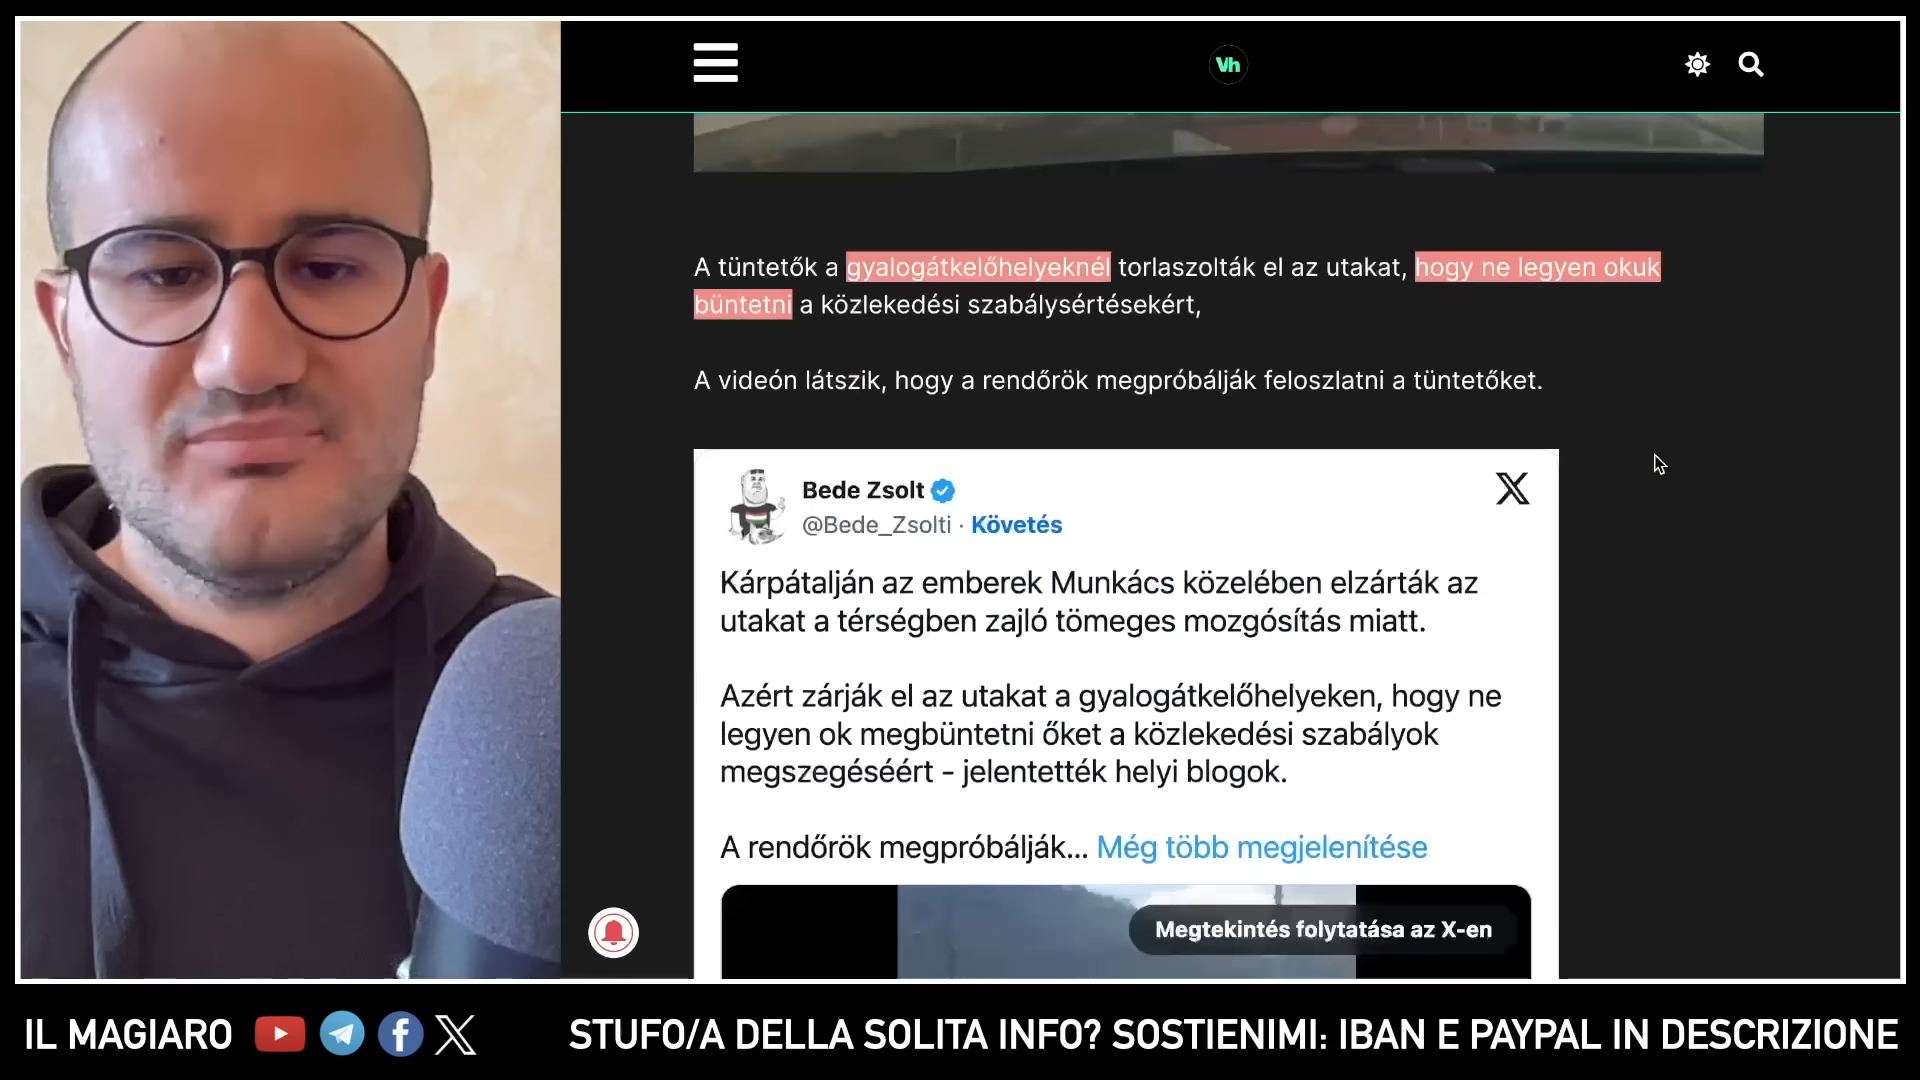 Vh
A tüntetők a gyalogátkelőhelyeknél torlaszolták el az utakat, hogy ne legyen okuk
büntetni a közlekedési szabálysértésekért,
A videón látszik, hogy a rendőrök megpróbálják feloszlatni a tüntetőket.
Bede Zsolt
@Bede_Zsolti · Követés
Kárpátalján az emberek Munkács közelében elzárták az
utakat a térségben zajló tömeges mozgósítás miatt.
Azért zárják el az utakat a gyalogátkelőhelyeken, hogy ne
legyen ok megbüntetni őket a közlekedési szabályok
megszegéséért - jelentették helyi blogok.
A rendőrök megpróbálják... Még több megjelenítése
Megtekintés folytatása az X-en
IL MAGIARO
STUFO/A DELLA SOLITA INFO? SOSTIENIMI: IBAN E PAYPAL IN DESCRIZIONE